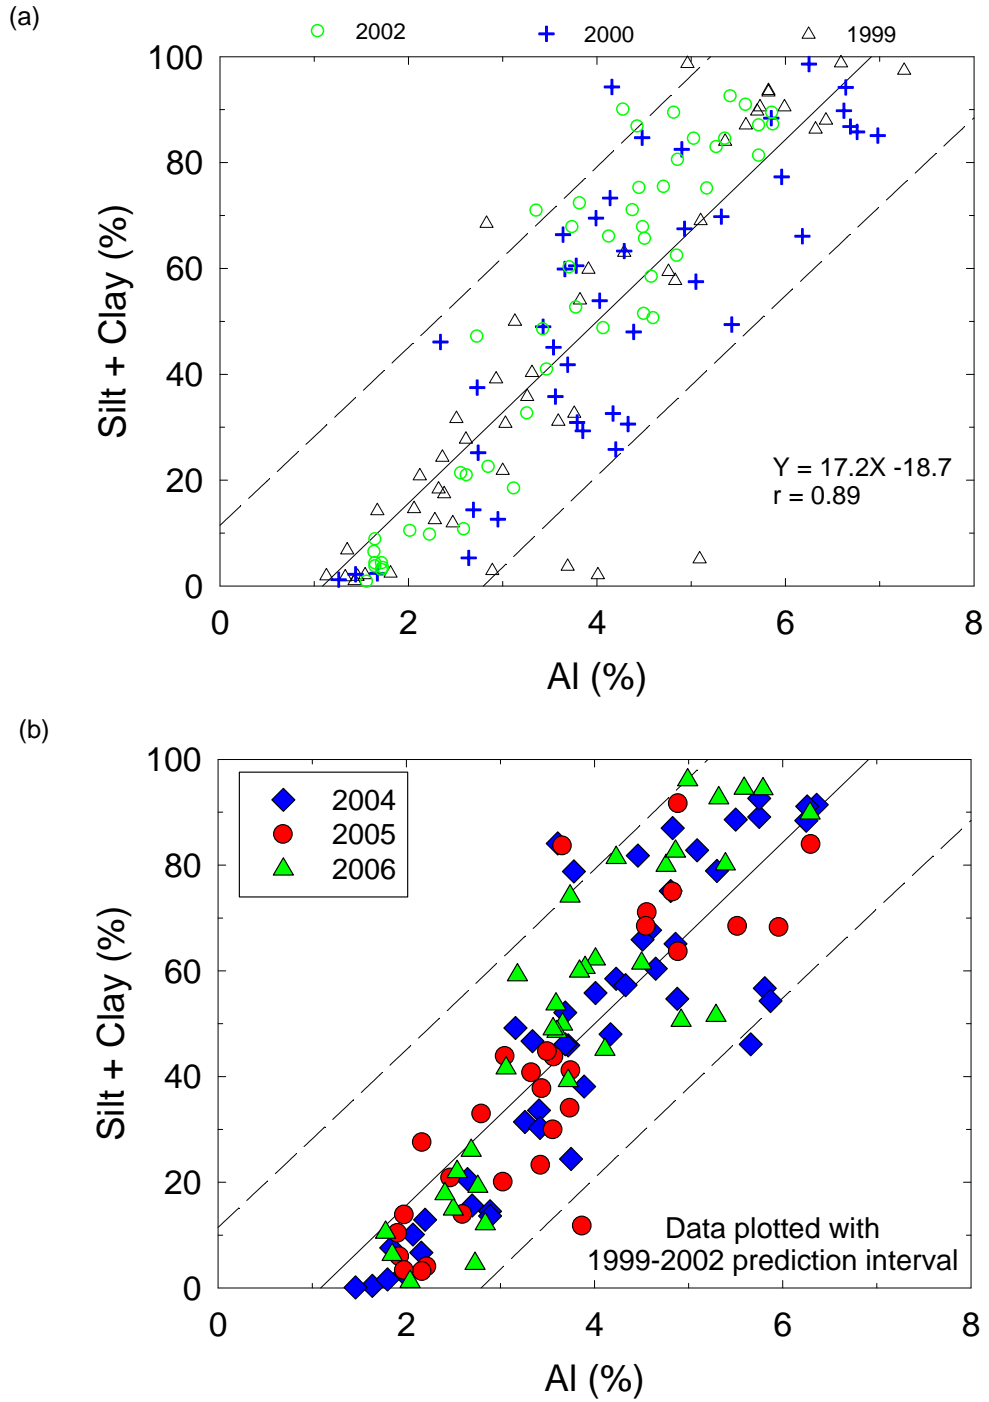 (a)
2002 2000 1999
100
80
60
40
20
0
Silt + Clay (%)
Y = 17.2X -18.7
r = 0.89
0 2 4 6 8
Al (%)
(b)
100
80
60
40
20
0
Silt + Clay (%)
2004
2005
2006
Data plotted with
1999-2002 prediction interval
0 2 4 6 8
Al (%)